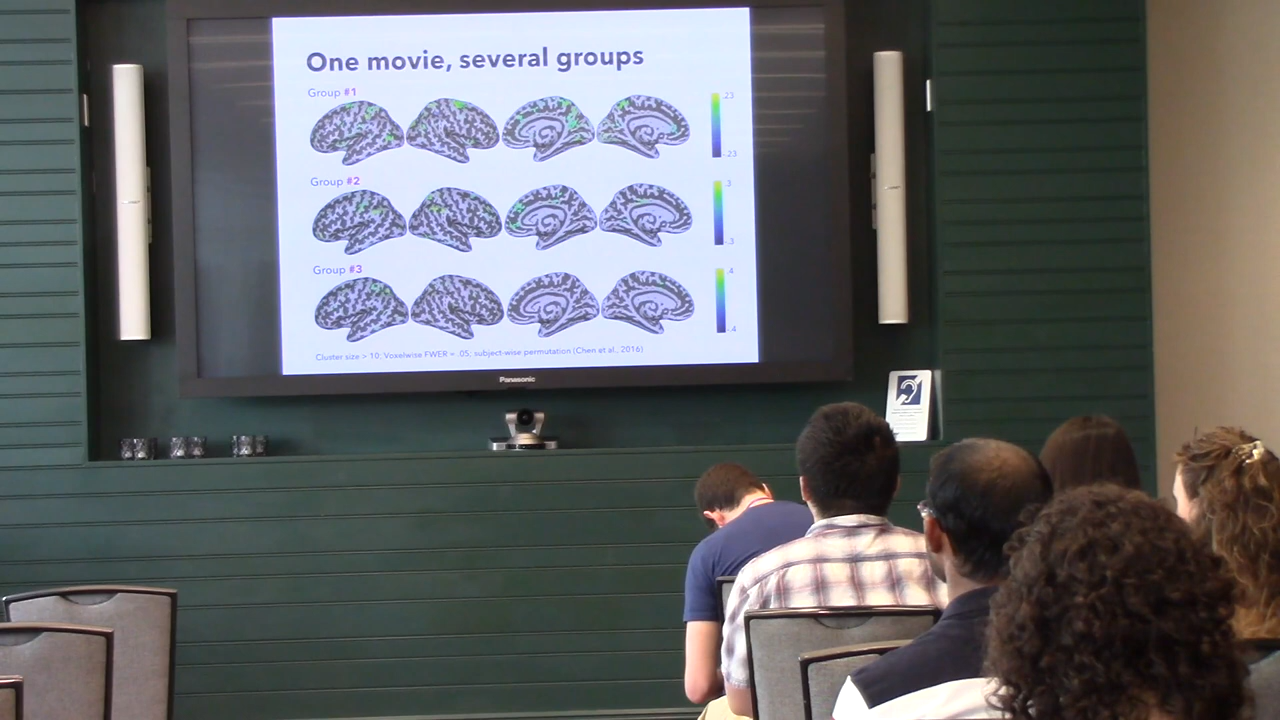 One movie, several groups
Group #1
.23
-.23
Group #2
.3
-.3
Group #3
.4
-.4
Cluster size > 10; Voxelwise FWER = .05; subject-wise permutation (Chen et al., 2016)
Panasonic